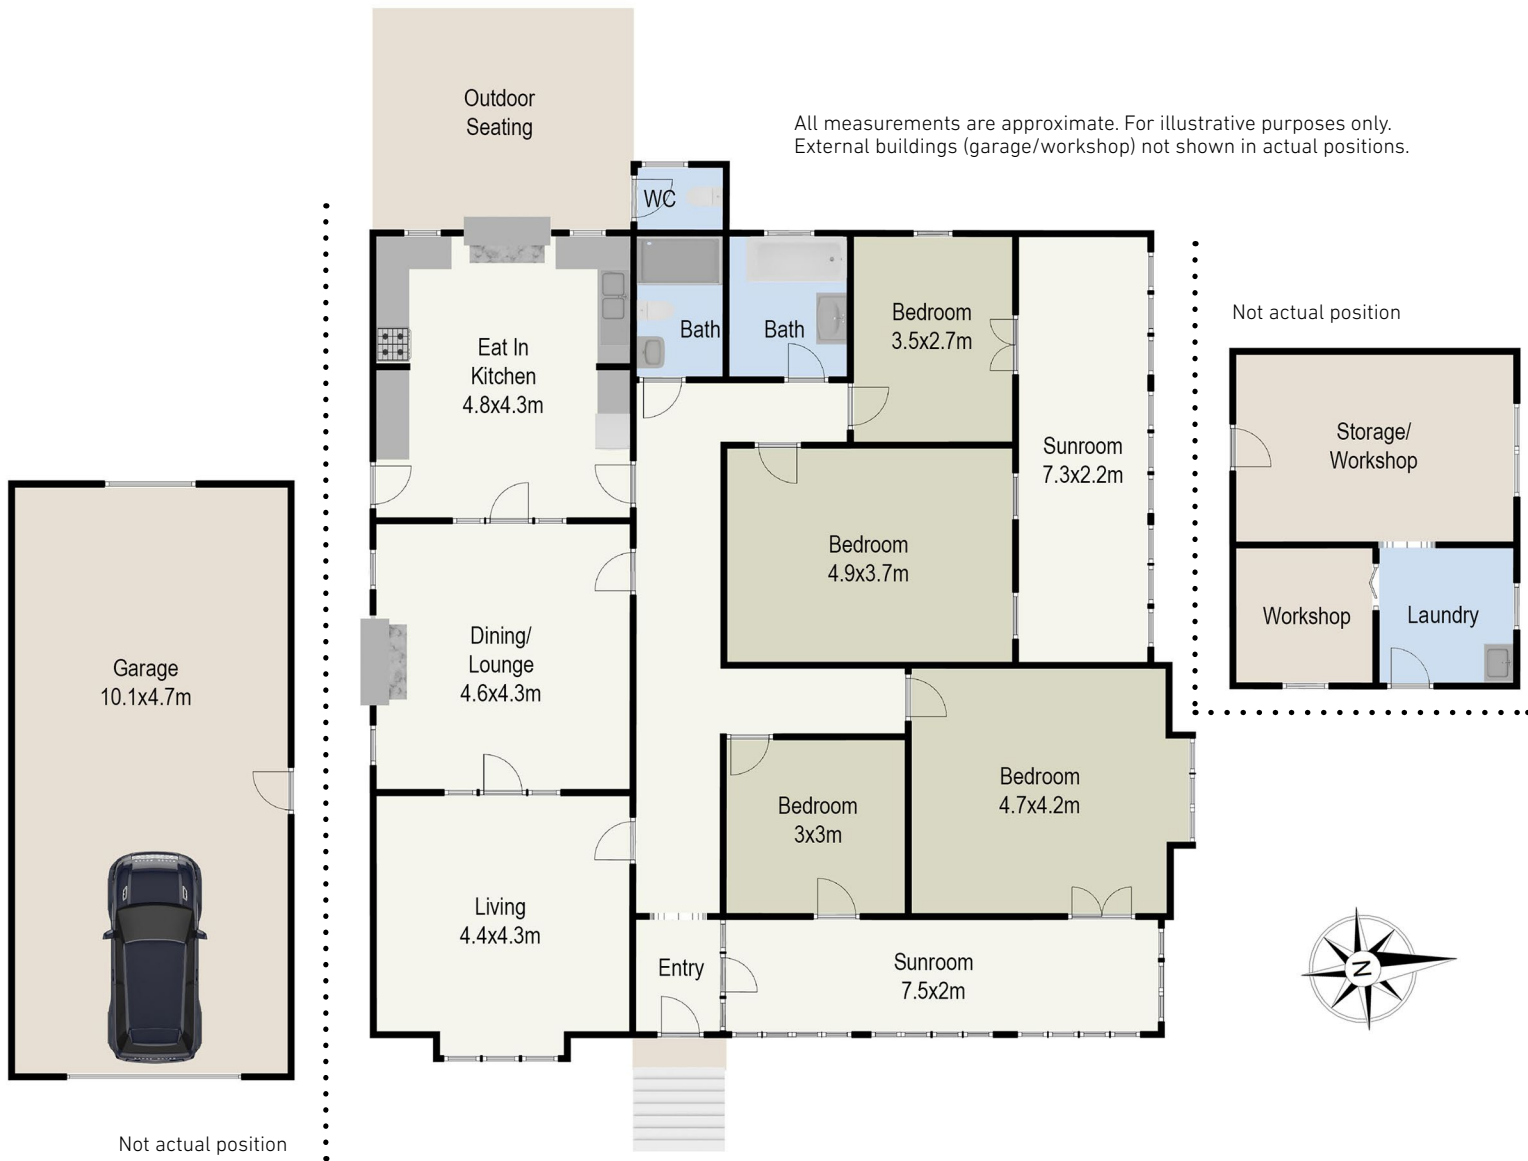 Outdoor
Seating
All measurements are approximate. For illustrative purposes only.
External buildings (garage/workshop) not shown in actual positions.
WC
Bath
Bath
Bedroom
3.5x2.7m
Eat In
Kitchen
4.8x4.3m
Sunroom
7.3x2.2m
Not actual position
Storage/
Workshop
Bedroom
4.9x3.7m
Workshop
Laundry
Dining/
Lounge
4.6x4.3m
Garage
10.1x4.7m
Bedroom
4.7x4.2m
Bedroom
3x3m
Living
4.4x4.3m
Entry
Sunroom
7.5x2m
N
Not actual position